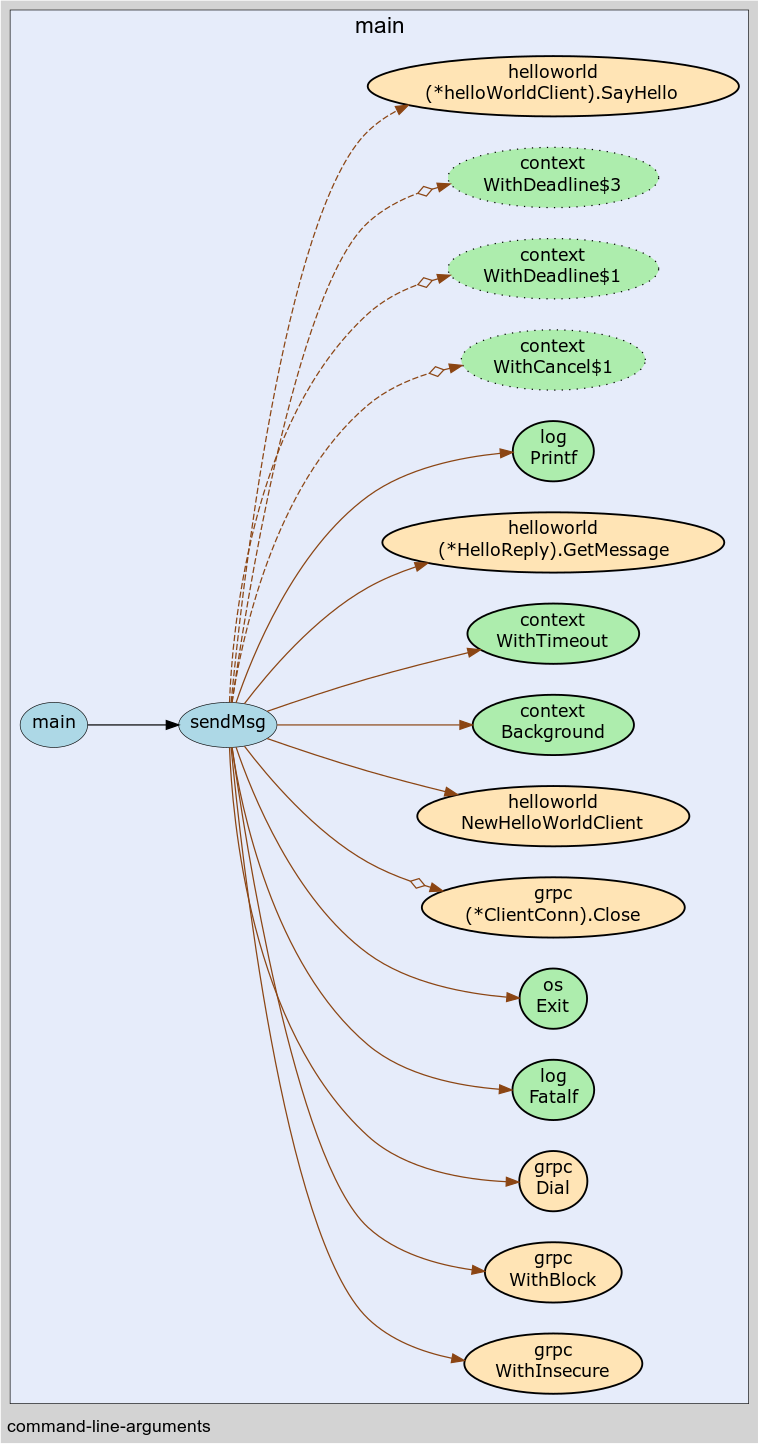 main
helloworld
(*helloWorldClient).SayHello
context
WithDeadline$3
context
WithDeadline$1
context
WithCancel$1
log
Printf
helloworld
(*HelloReply).GetMessage
context
WithTimeout
main
sendMsg
context
Background
helloworld
NewHelloWorldClient
grpc
(*ClientConn).Close
os
Exit
log
Fatalf
grpc
Dial
grpc
WithBlock
grpc
WithInsecure
command-line-arguments